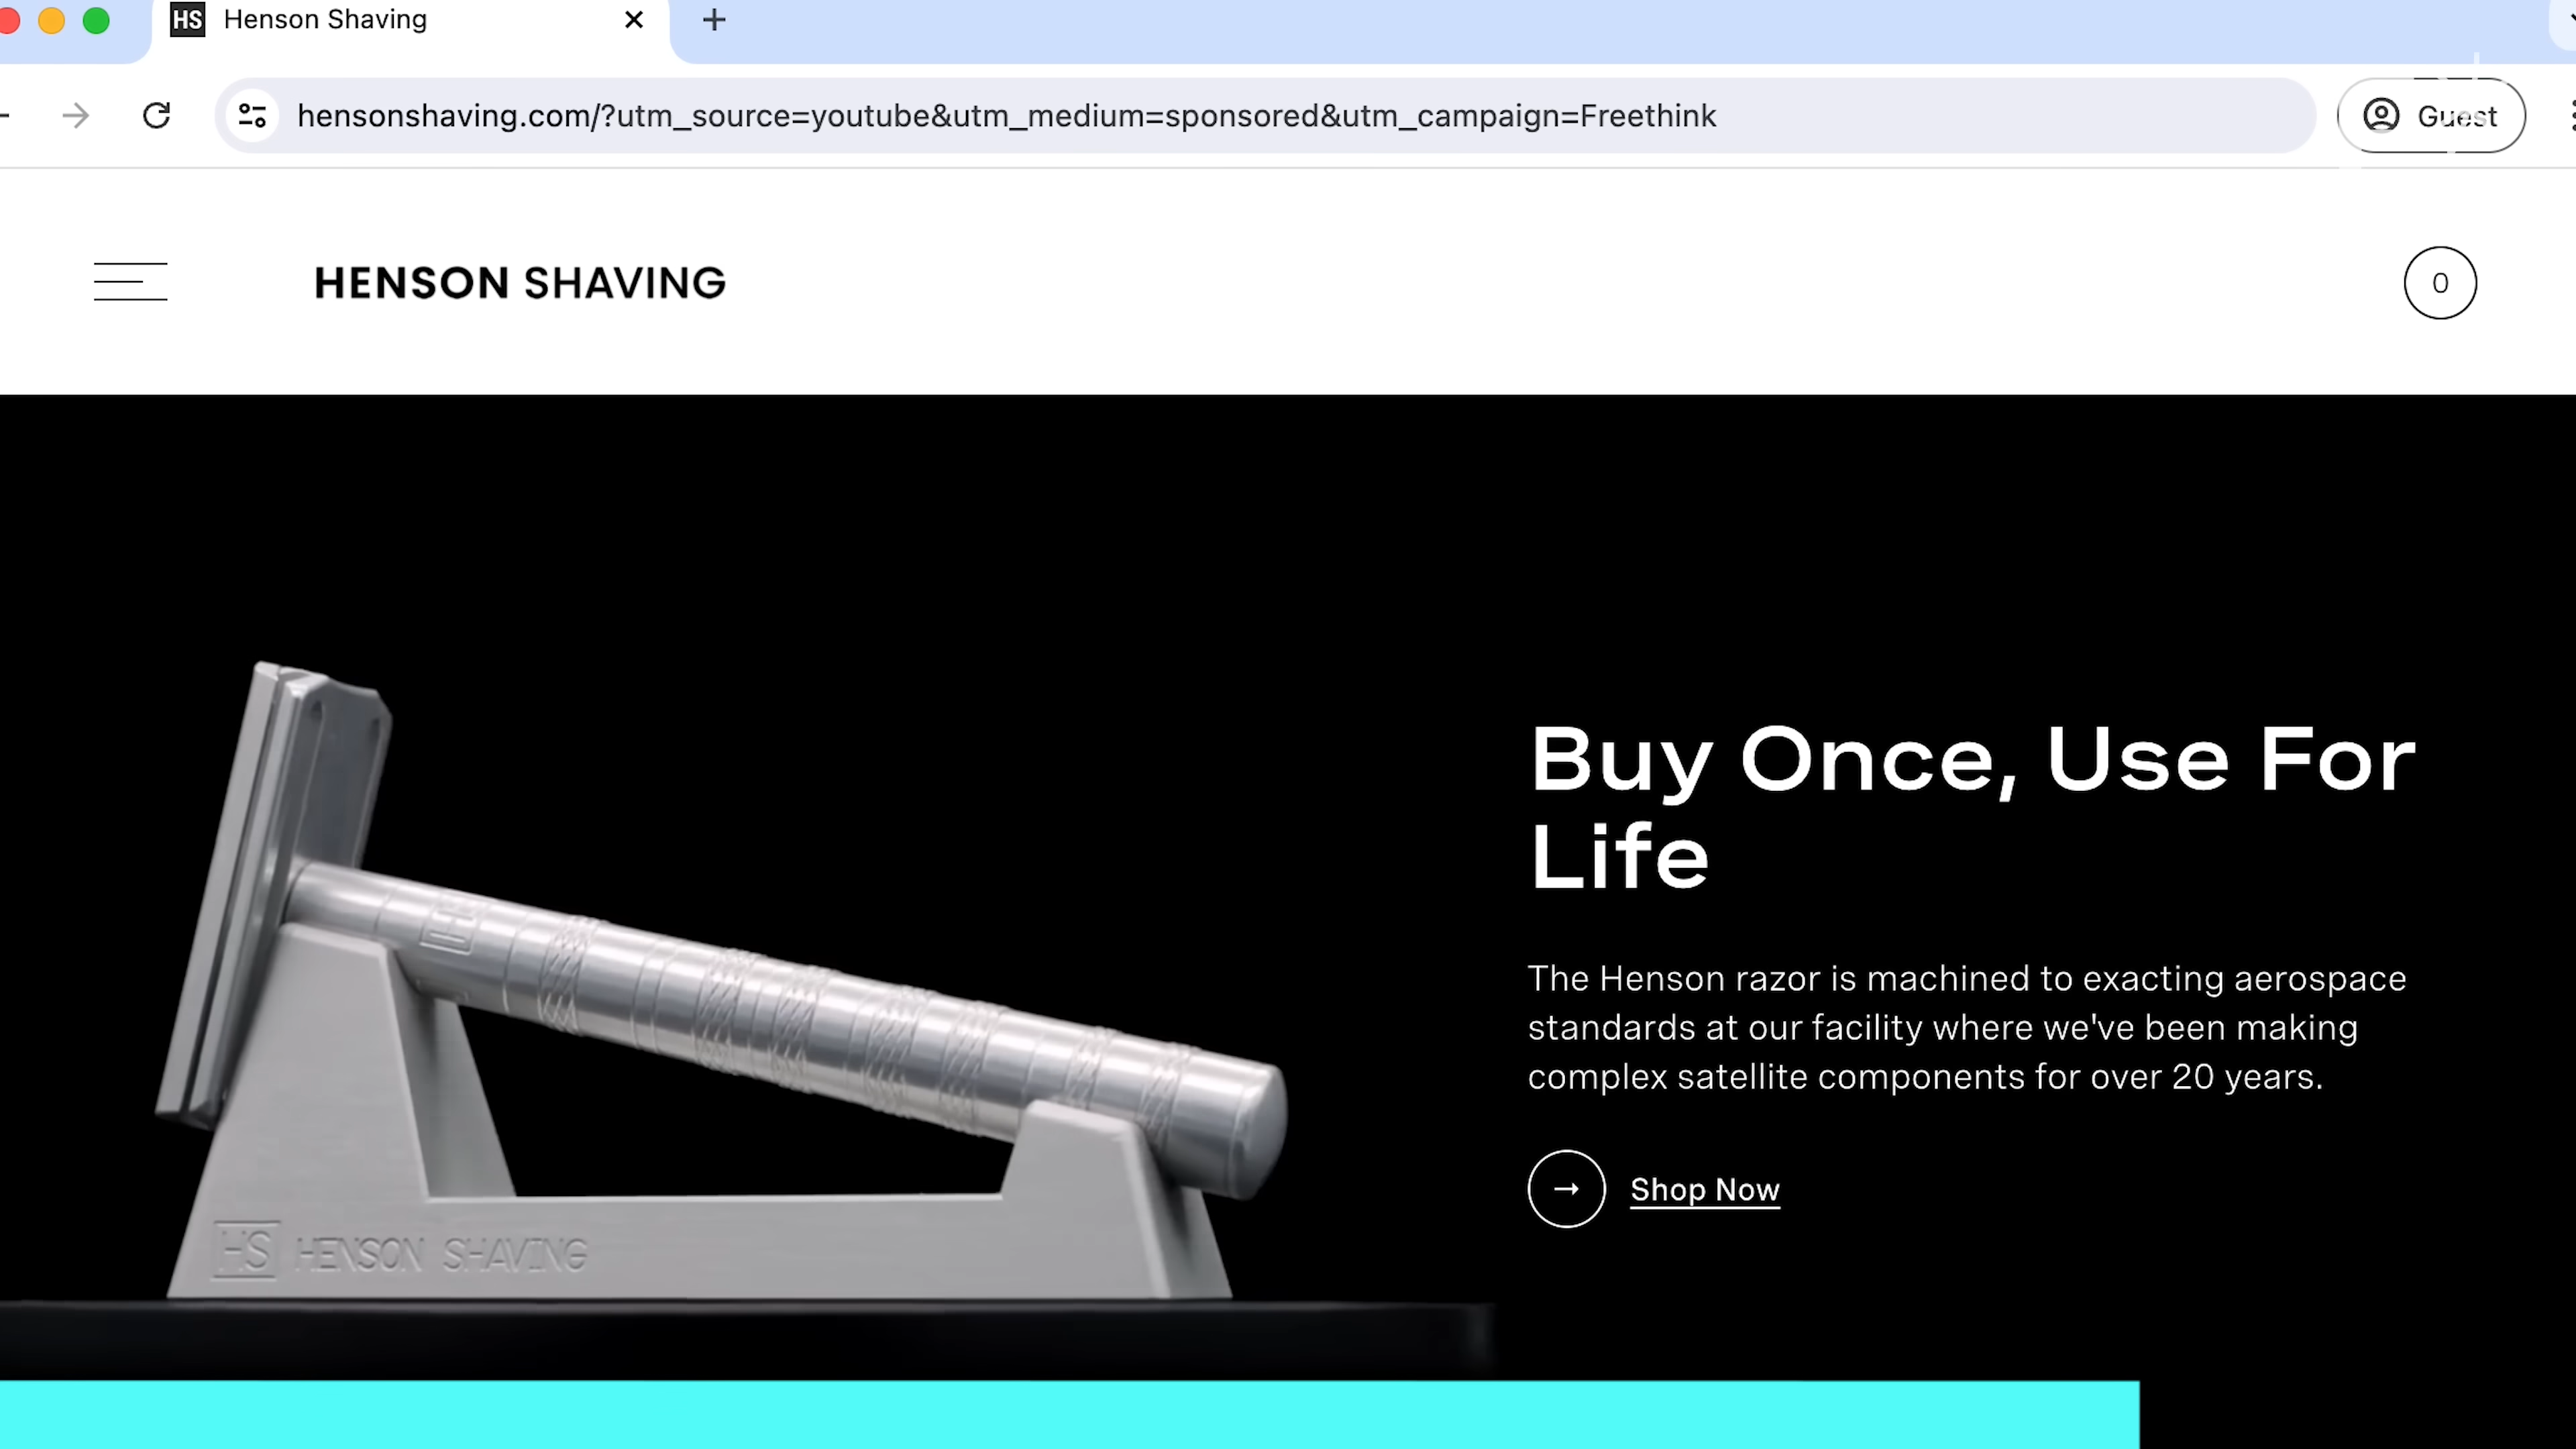 HS Henson Shaving
hensonshaving.com/?utm_source=youtube&utm_medium=sponsored&utm_campaign=Freethink
Guest
HENSON SHAVING
0
Buy Once, Use For
Life
The Henson razor is machined to exacting aerospace
standards at our facility where we've been making
complex satellite components for over 20 years.
Shop Now
HS
HS HENSON SHAVING